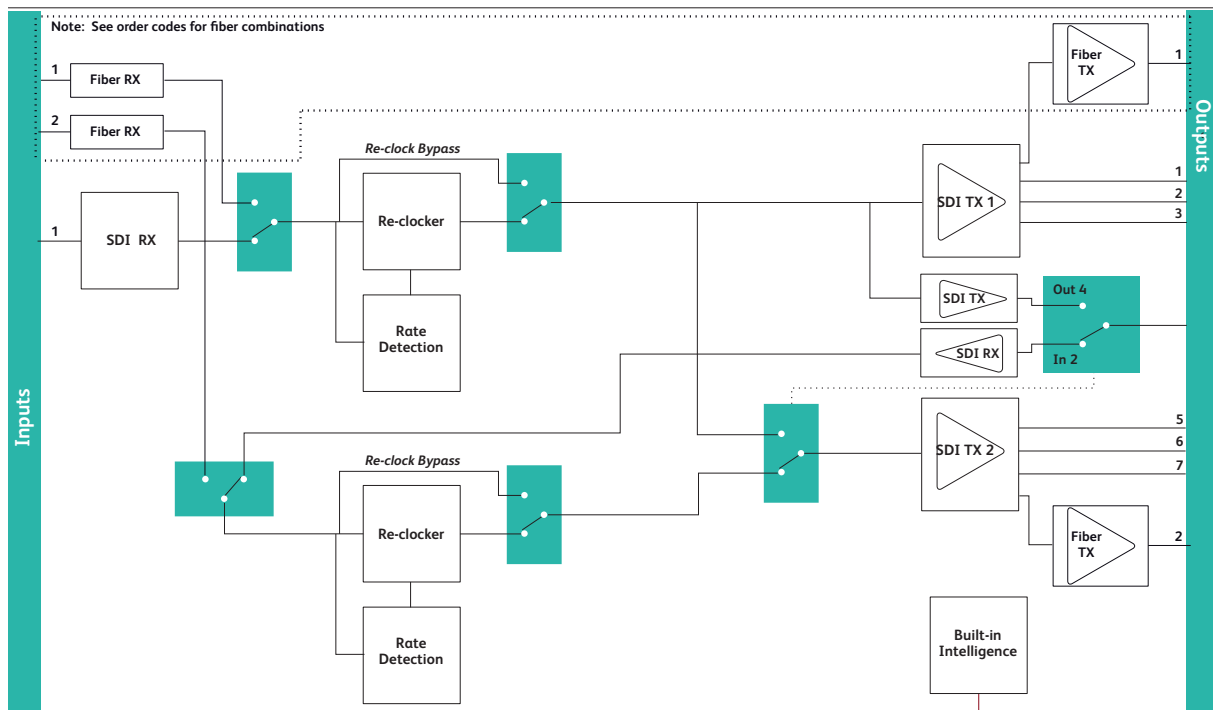 Note: See order codes for fiber combinations
1
Fiber RX
2
Fiber RX
1
SDI RX
Inputs
Re-clock Bypass
Re-clocker
Rate
Detection
Re-clock Bypass
Re-clocker
Rate
Detection
Fiber
TX
1
SDI TX 1
1
2
3
SDI TX
Out 4
SDI RX
In 2
SDI TX 2
5
6
7
Fiber
TX
2
Built-in
Intelligence
Outputs